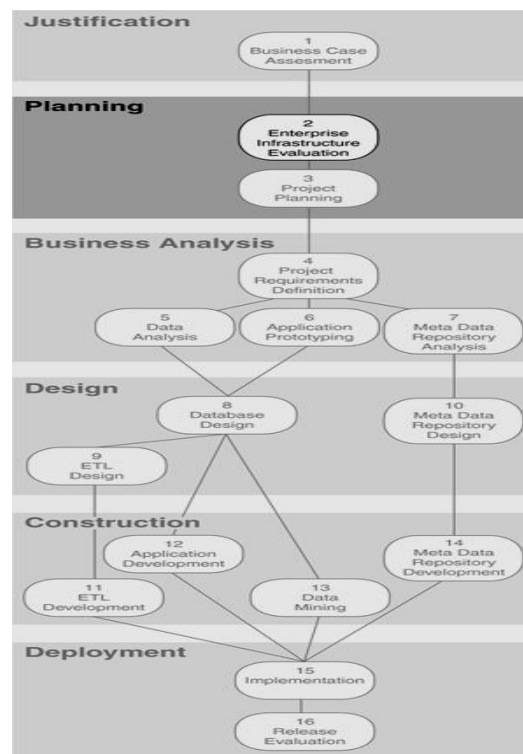 Justification
1
Business Case
Assesment
Planning
2
Enterprise
Infrastructure
Evaluation
3
Project
Planning
Business Analysis
4
Project
Requirements
Definition
5
Data
Analysis
6
Application
Prototyping
7
Meta Data
Repository
Analysis
Design
8
Database
Design
9
ETL
Design
10
Meta Data
Repository
Design
Construction
11
ETL
Development
12
Application
Development
13
Data
Mining
14
Meta Data
Repository
Development
Deployment
15
Implementation
16
Release
Evaluation